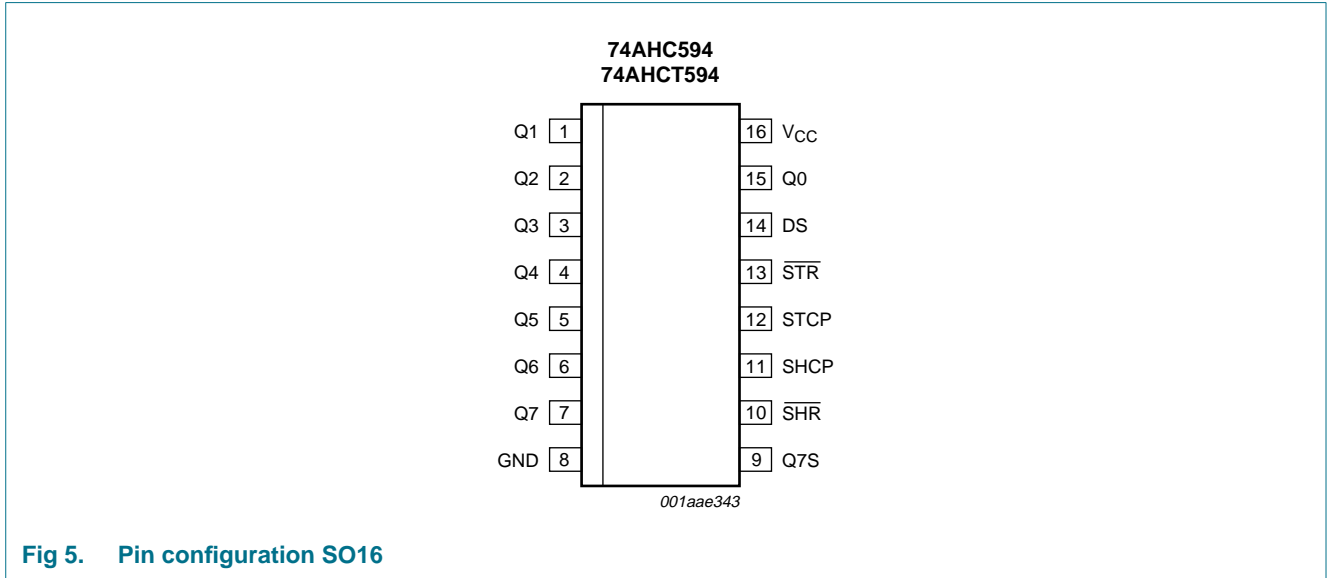 74AHC594
74AHCT594
Q1 1 16 VCC
Q2 2 15 Q0
Q3 3 14 DS
Q4 4 13 S̅T̅R̅
Q5 5 12 STCP
Q6 6 11 SHCP
Q7 7 10 S̅H̅R̅
GND 8 9 Q7S
001aae343
Fig 5. Pin configuration SO16